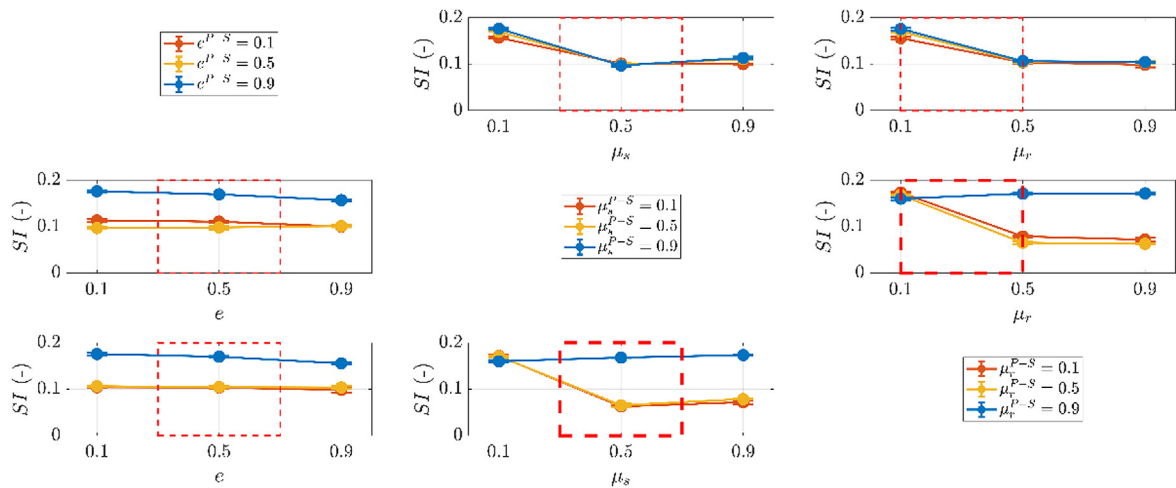 e^{P-S} = 0.1
e^{P-S} = 0.5
e^{P-S} = 0.9
SI (-)
0.2
0.1
0
0.1 0.5 0.9
μ_s
SI (-)
0.2
0.1
0
0.1 0.5 0.9
μ_r
SI (-)
0.2
0.1
0
0.1 0.5 0.9
e
μ_s^{P-S} = 0.1
μ_s^{P-S} = 0.5
μ_s^{P-S} = 0.9
SI (-)
0.2
0.1
0
0.1 0.5 0.9
μ_r
SI (-)
0.2
0.1
0
0.1 0.5 0.9
e
SI (-)
0.2
0.1
0
0.1 0.5 0.9
μ_s
μ_r^{P-S} = 0.1
μ_r^{P-S} = 0.5
μ_r^{P-S} = 0.9